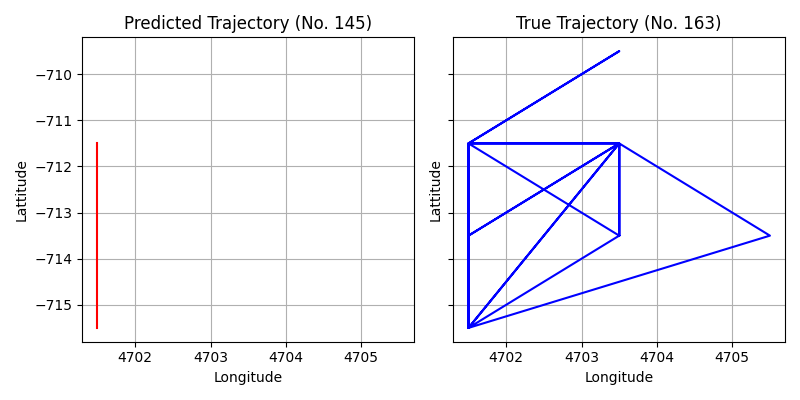 Predicted Trajectory (No. 145)
True Trajectory (No. 163)
−710
−711
−712
−713
−714
−715
Lattitude
Lattitude
4702
4703
4704
4705
4702
4703
4704
4705
Longitude
Longitude